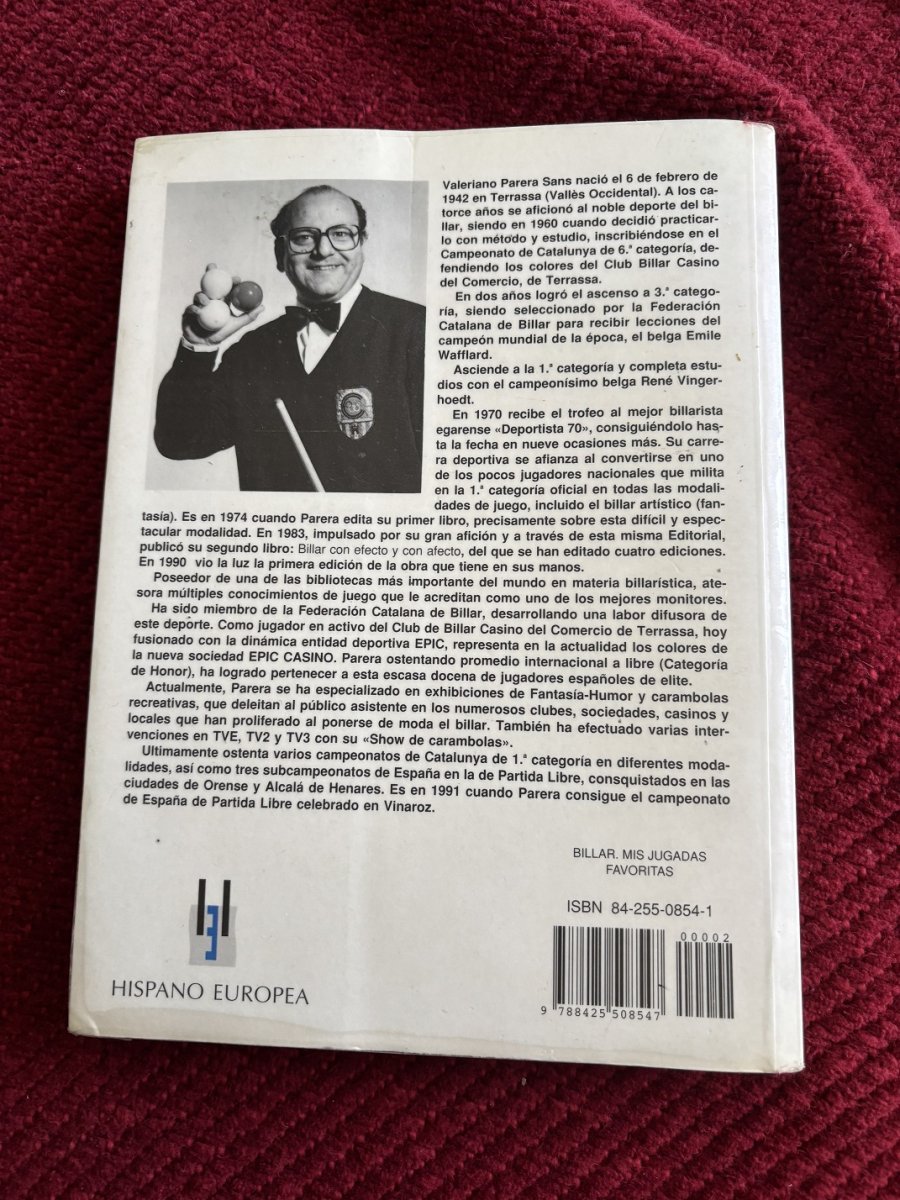 Valeriano Parera Sans nació el 6 de febrero de
1942 en Terrassa (Vallès Occidental). A los ca-
torce años se aficionó al noble deporte del bi-
llar, siendo en 1960 cuando decidió practicar-
lo con método y estudio, inscribiéndose en el
Campeonato de Catalunya de 6.ª categoría, de-
fendiendo los colores del Club Billar Casino
del Comercio, de Terrassa.
En dos años logró el ascenso a 3.ª catego-
ría, siendo seleccionado por la Federación
Catalana de Billar para recibir lecciones del
campeón mundial de la época, el belga Emile
Wafflard.
Asciende a la 1.ª categoría y completa estu-
dios con el campeonísimo belga René Vinger-
hoedt.
En 1970 recibe el trofeo al mejor billarista
egarense «Deportista 70», consiguiéndolo has-
ta la fecha en nueve ocasiones más. Su carre-
ra deportiva se afianza al convertirse en uno
de los pocos jugadores nacionales que milita
en la 1.ª categoría oficial en todas las modali-
dades de juego, incluido el billar artístico (fan-
tasía). Es en 1974 cuando Parera edita su primer libro, precisamente sobre esta difícil y espec-
tacular modalidad. En 1983, impulsado por su gran afición y a través de esta misma Editorial,
publicó su segundo libro: Billar con efecto y con afecto, del que se han editado cuatro ediciones.
En 1990 vio la luz la primera edición de la obra que tiene en sus manos.
Poseedor de una de las bibliotecas más importante del mundo en materia billarística, ate-
sora múltiples conocimientos de juego que le acreditan como uno de los mejores monitores.
Ha sido miembro de la Federación Catalana de Billar, desarrollando una labor difusora de
este deporte. Como jugador en activo del Club de Billar Casino del Comercio de Terrassa, hoy
fusionado con la dinámica entidad deportiva EPIC, representa en la actualidad los colores de
la nueva sociedad EPIC CASINO. Parera ostentando promedio internacional a libre (Categoría
de Honor), ha logrado pertenecer a esta escasa docena de jugadores españoles de elite.
Actualmente, Parera se ha especializado en exhibiciones de Fantasía-Humor y carambolas
recreativas, que deleitan al público asistente en los numerosos clubes, sociedades, casinos y
locales que han proliferado al ponerse de moda el billar. También ha efectuado varias inter-
venciones en TVE, TV2 y TV3 con su «Show de carambolas».
Ultimamente ostenta varios campeonatos de Catalunya de 1.ª categoría en diferentes moda-
lidades, así como tres subcampeonatos de España en la de Partida Libre, consquistados en las
ciudades de Orense y Alcalá de Henares. Es en 1991 cuando Parera consigue el campeonato
de España de Partida Libre celebrado en Vinaroz.
BILLAR. MIS JUGADAS
FAVORITAS
ISBN 84-255-0854-1
00002
9 788425 508547
HISPANO EUROPEA